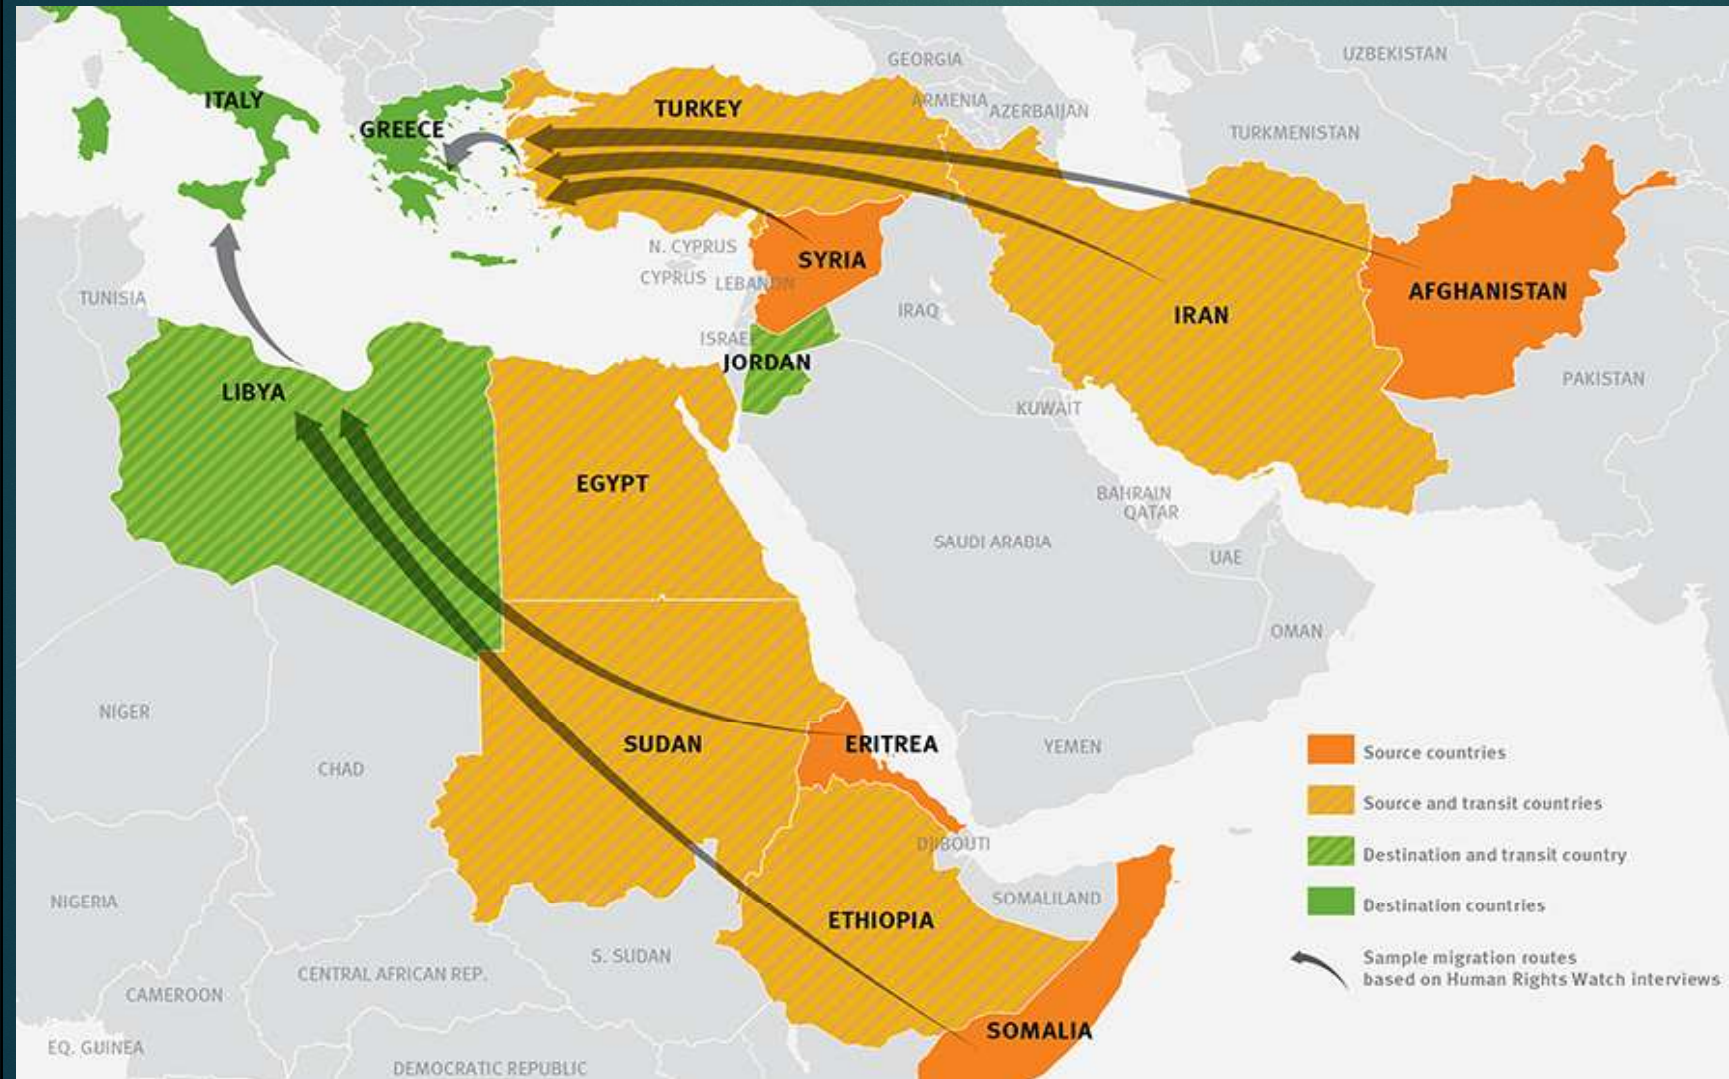 UZBEKISTAN
GEORGIA
ITALY
TURKEY
ARMENIA
AZERBAIJAN
GREECE
TURKMENISTAN
N. CYPRUS
SYRIA
CYPRUS
LEBANON
AFGHANISTAN
TUNISIA
IRAQ
IRAN
ISRAEL
JORDAN
PAKISTAN
LIBYA
KUWAIT
EGYPT
BAHRAIN
QATAR
SAUDI ARABIA
UAE
OMAN
NIGER
SUDAN
ERITREA
YEMEN
CHAD
DJIBOUTI
NIGERIA
SOMALILAND
ETHIOPIA
S. SUDAN
CENTRAL AFRICAN REP.
CAMEROON
SOMALIA
EQ. GUINEA
DEMOCRATIC REPUBLIC
Source countries
Source and transit countries
Destination and transit country
Destination countries
Sample migration routes
based on Human Rights Watch interviews